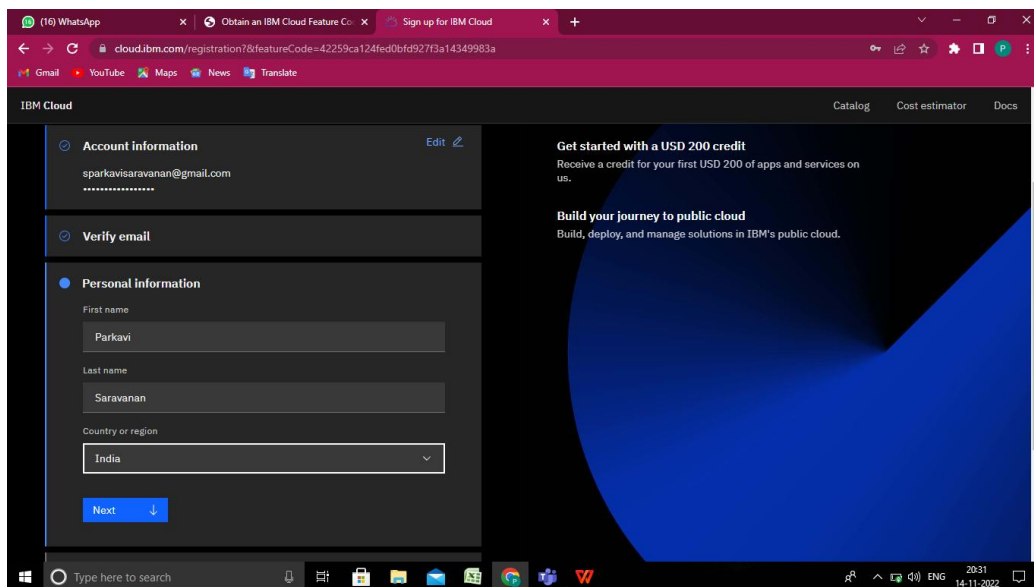 (16) WhatsApp
Obtain an IBM Cloud Feature Co
Sign up for IBM Cloud
cloud.ibm.com/registration?&featureCode=42259ca124fed0bfd927f3a14349983a
P
Gmail
YouTube
Maps
News
Translate
IBM Cloud
Catalog
Cost estimator
Docs
Account information
Edit
sparkavisaravanan@gmail.com
••••••••••••••••
Verify email
Personal information
First name
Parkavi
Last name
Saravanan
Country or region
India
Next
Get started with a USD 200 credit
Receive a credit for your first USD 200 of apps and services on
us.
Build your journey to public cloud
Build, deploy, and manage solutions in IBM's public cloud.
Type here to search
ENG
20:31
14-11-2022